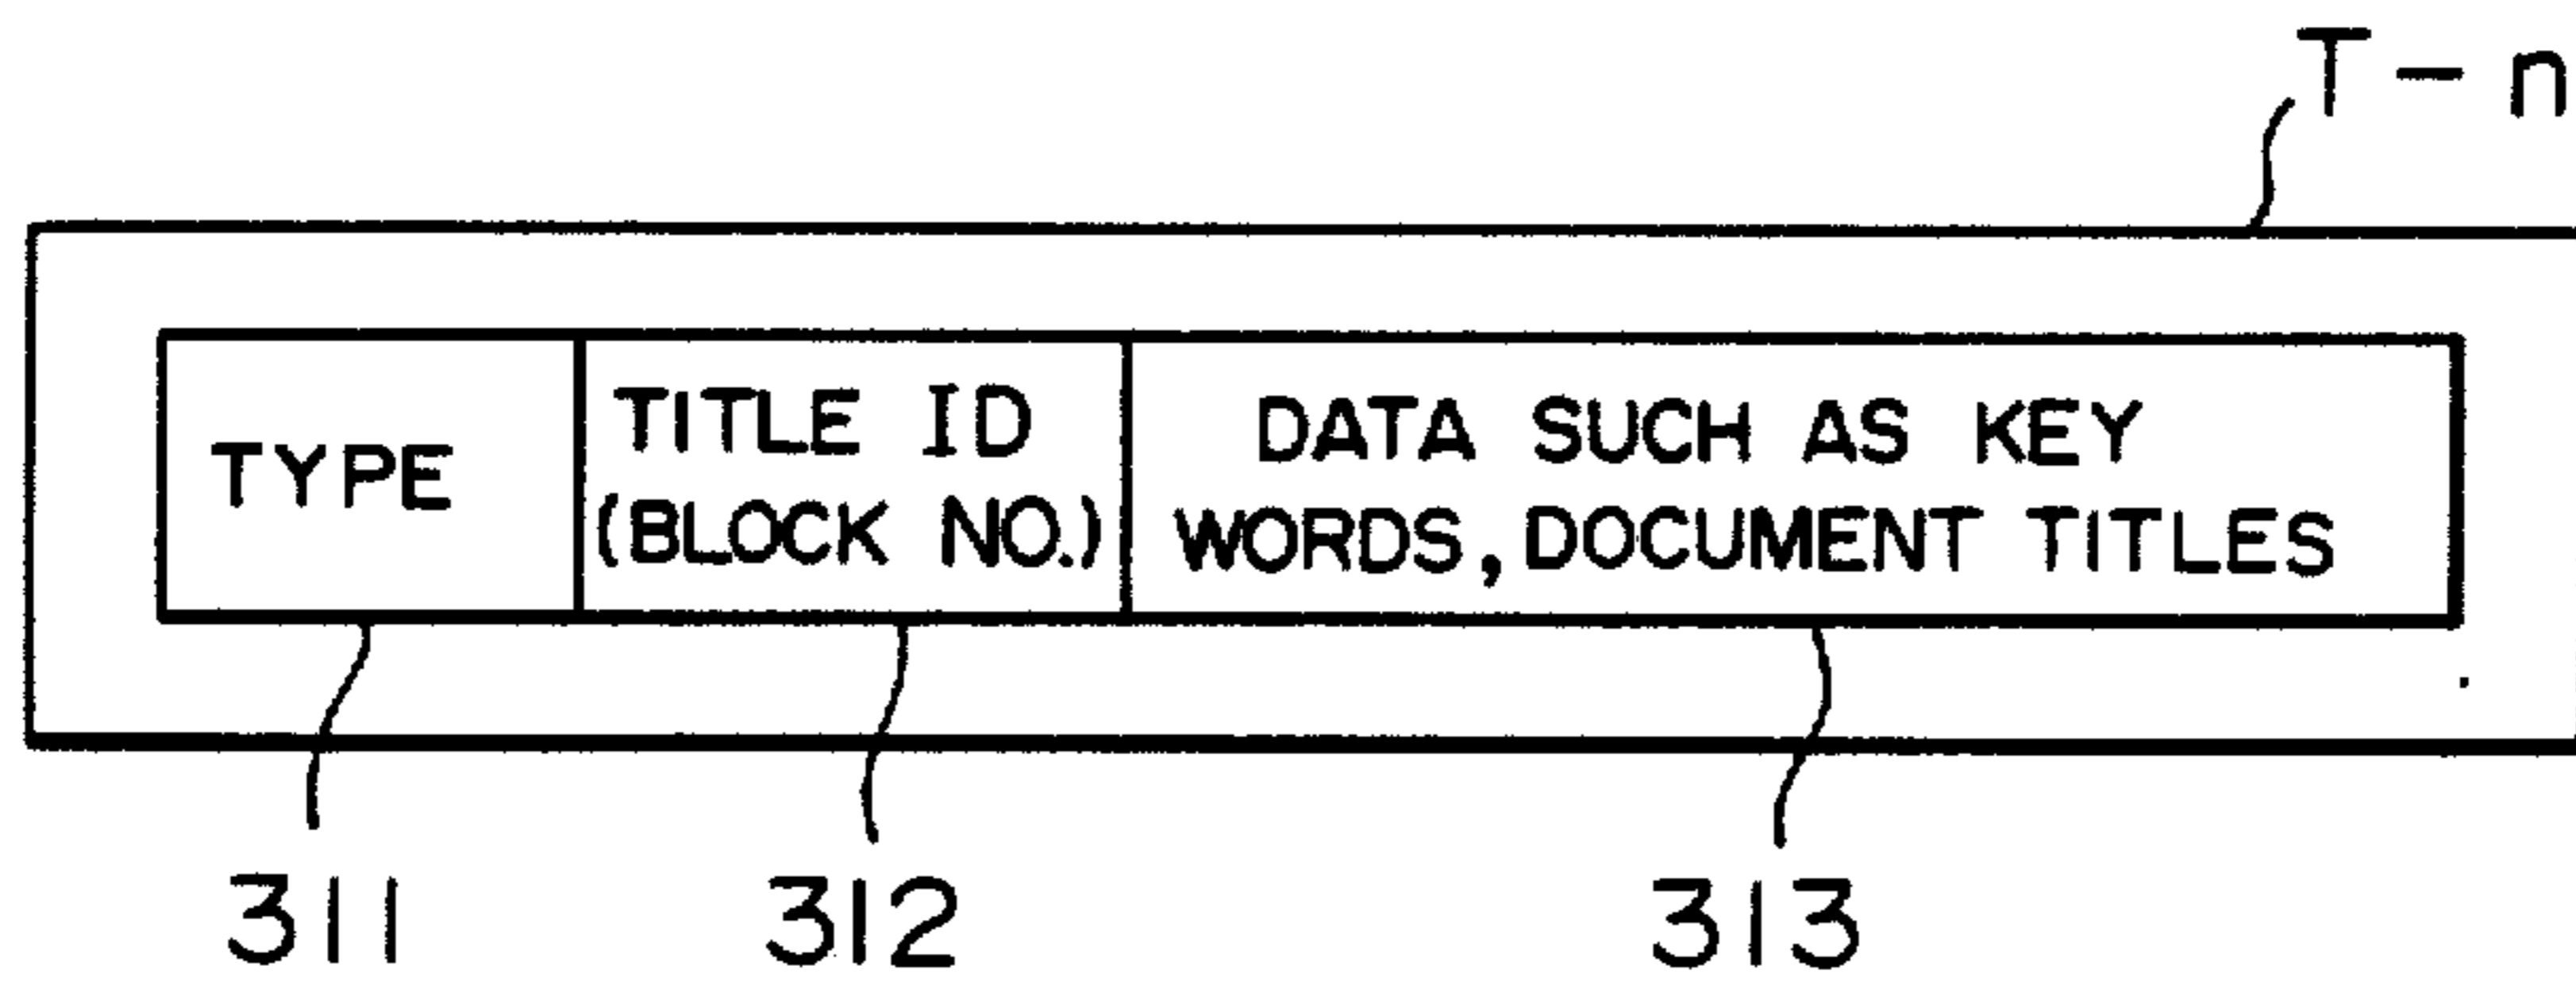 T-n
TYPE
TITLE ID
(BLOCK NO.)
DATA SUCH AS KEY
WORDS, DOCUMENT TITLES
311
312
313